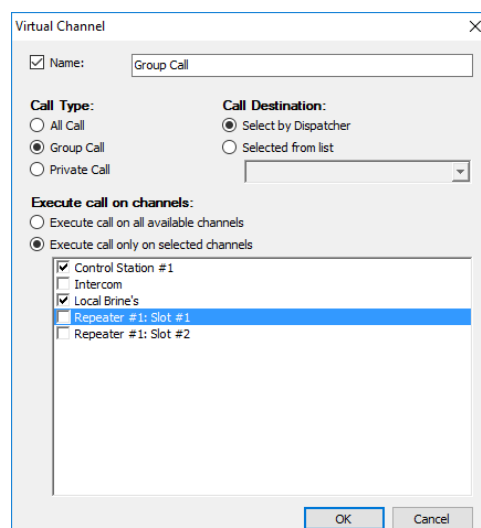 Virtual Channel
Name: Group Call
Call Type: Call Destination:
All Call Select by Dispatcher
Group Call Selected from list
Private Call
Execute call on channels:
Execute call on all available channels
Execute call only on selected channels
Control Station #1
Intercom
Local Brine's
Repeater #1: Slot #1
Repeater #1: Slot #2
OK Cancel